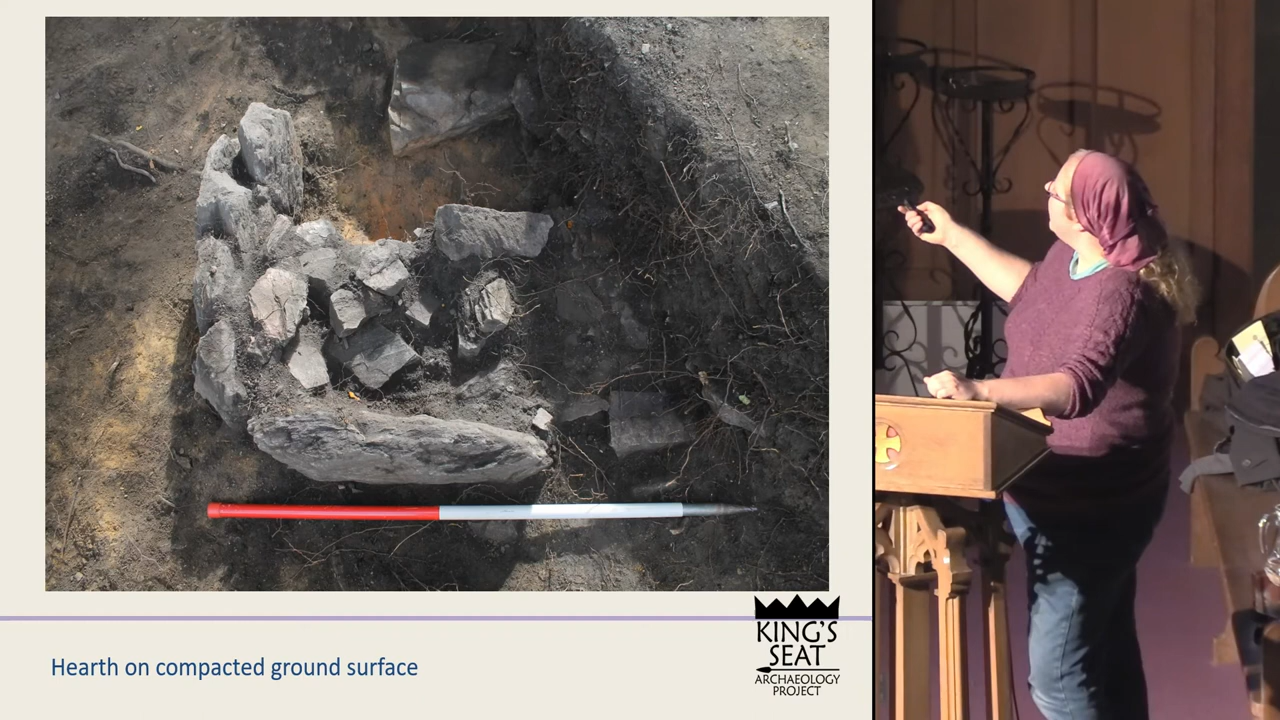 Hearth on compacted ground surface
KING'S
SEAT
ARCHAEOLOGY
PROJECT